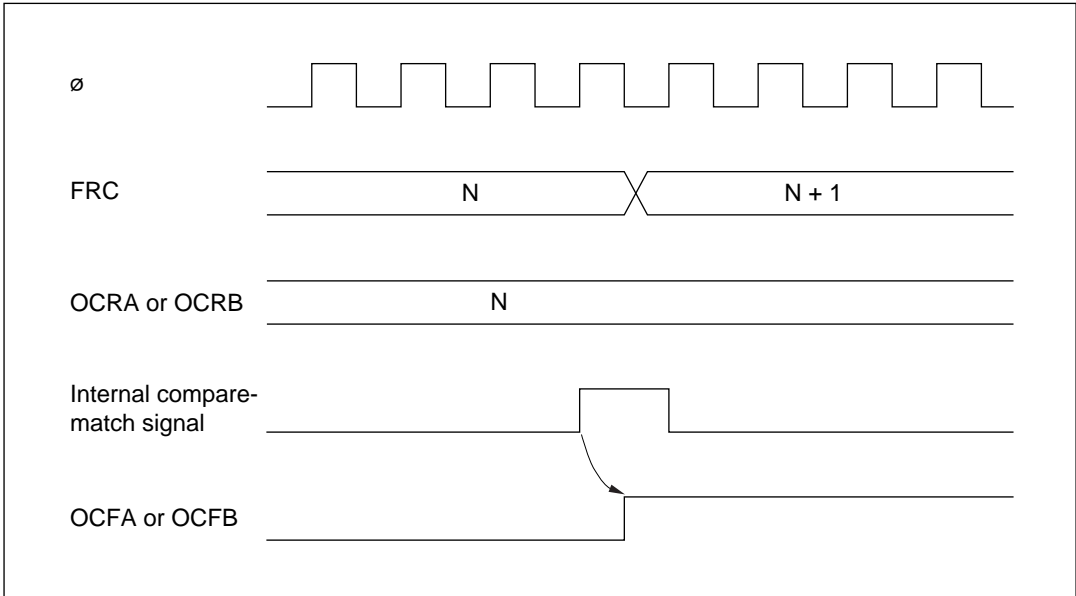 ø
FRC
N
N + 1
OCRA or OCRB
N
Internal compare-
match signal
OCFA or OCFB